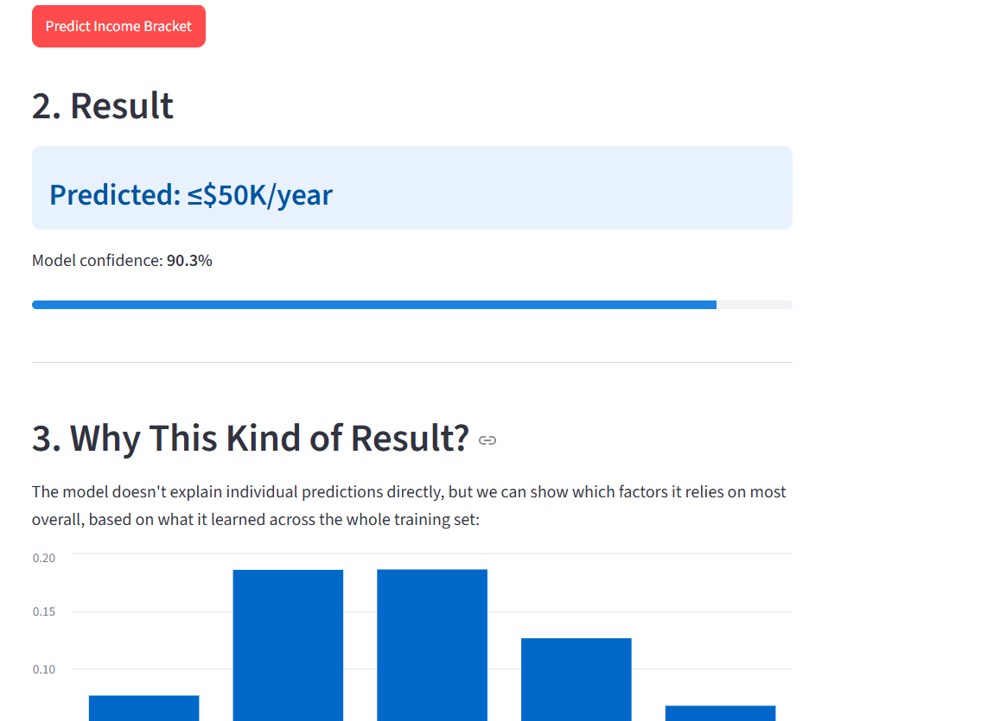 Predict Income Bracket
2. Result
Predicted: ≤$50K/year
Model confidence: 90.3%
3. Why This Kind of Result?
The model doesn't explain individual predictions directly, but we can show which factors it relies on most
overall, based on what it learned across the whole training set:
0.20
0.15
0.10